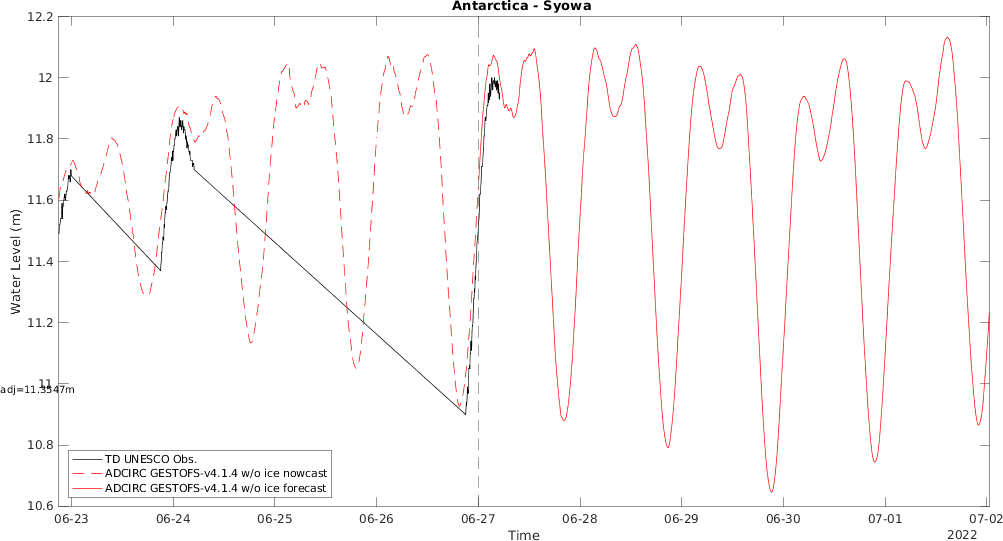 Antarctica - Syowa
12.2
12
11.8
11.6
11.4
11.2
11
10.8
10.6
Water Level (m)
adj=11.3547m
TD UNESCO Obs.
ADCIRC GESTOFS-v4.1.4 w/o ice nowcast
ADCIRC GESTOFS-v4.1.4 w/o ice forecast
06-23 06-24 06-25 06-26 06-27 06-28 06-29 06-30 07-01 07-02
Time
2022